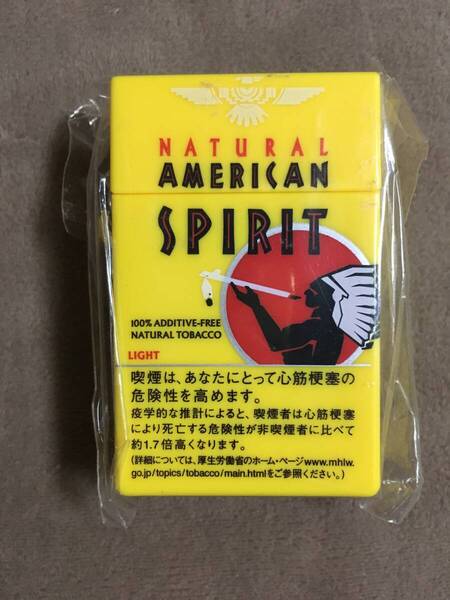 NATURAL
AMERICAN
SPIRIT
100% ADDITIVE-FREE
NATURAL TOBACCO
LIGHT
喫煙は、あなたにとって心筋梗塞の
危険性を高めます。
疫学的な推計によると、喫煙者は心筋梗塞
により死亡する危険性が非喫煙者に比べて
約1.7倍高くなります。
(詳細については、厚生労働省のホーム・ページwww.mhlw.
go.jp/topics/tobacco/main.htmlをご参照ください。)